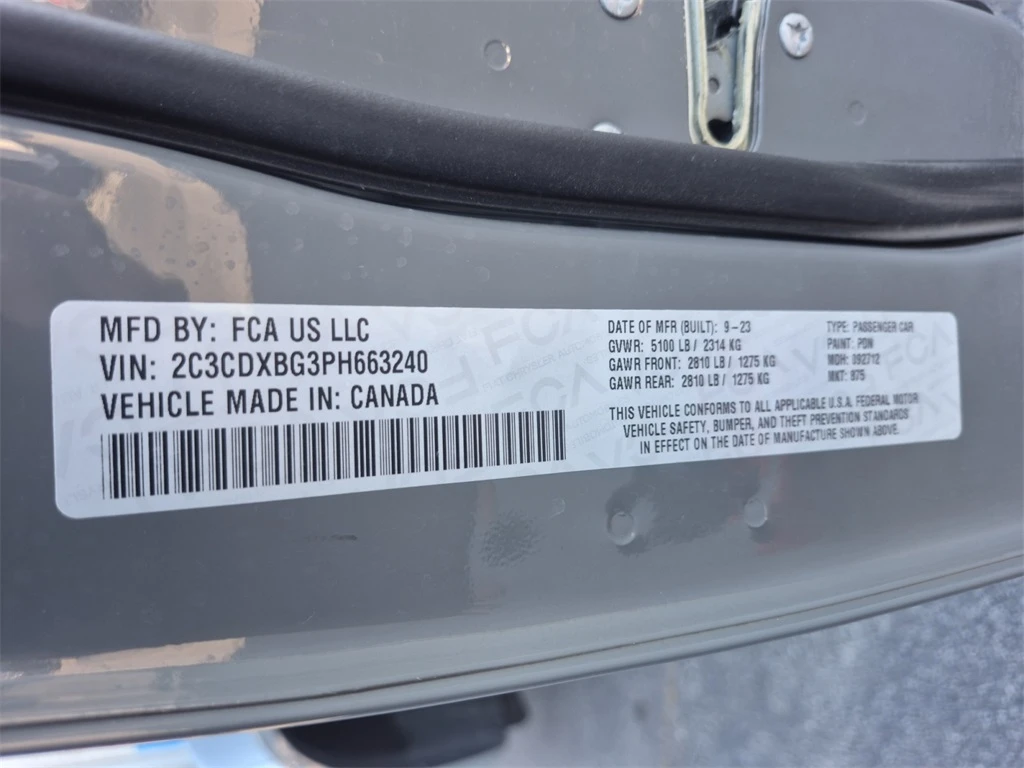 MFD BY: FCA US LLC
VIN: 2C3CDXBG3PH663240
VEHICLE MADE IN: CANADA
DATE OF MFR (BUILT): 9-23
GVWR: 5100 LB / 2314 KG
GAWR FRONT: 2810 LB / 1275 KG
GAWR REAR: 2810 LB / 1275 KG
TYPE: PASSENGER CAR
PAINT: PDN
MDH: 092712
MKT: 975
THIS VEHICLE CONFORMS TO ALL APPLICABLE U.S.A. FEDERAL MOTOR
VEHICLE SAFETY, BUMPER, AND THEFT PREVENTION STANDARDS
IN EFFECT ON THE DATE OF MANUFACTURE SHOWN ABOVE.